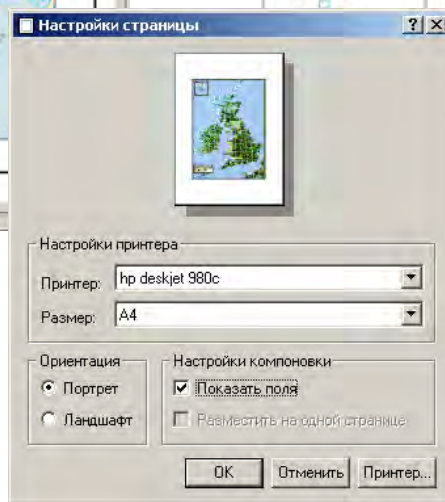 Настройки страницы
Настройки принтера
Принтер: hp deskjet 980c
Размер: A4
Ориентация
Портрет
Ландшафт
Настройки компоновки
Показать поля
Разместить на одной странице
OK Отменить Принтер...